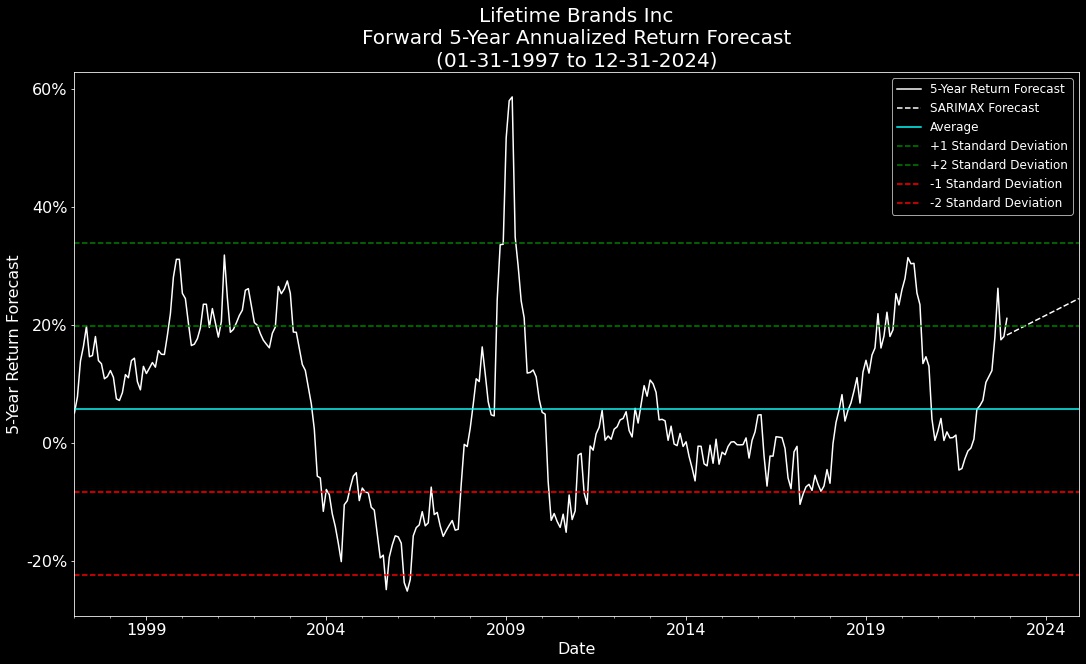 Lifetime Brands Inc
Forward 5-Year Annualized Return Forecast
(01-31-1997 to 12-31-2024)
5-Year Return Forecast
SARIMAX Forecast
Average
+1 Standard Deviation
+2 Standard Deviation
-1 Standard Deviation
-2 Standard Deviation
5-Year Return Forecast
60%
40%
20%
0%
-20%
1999
2004
2009
2014
2019
2024
Date